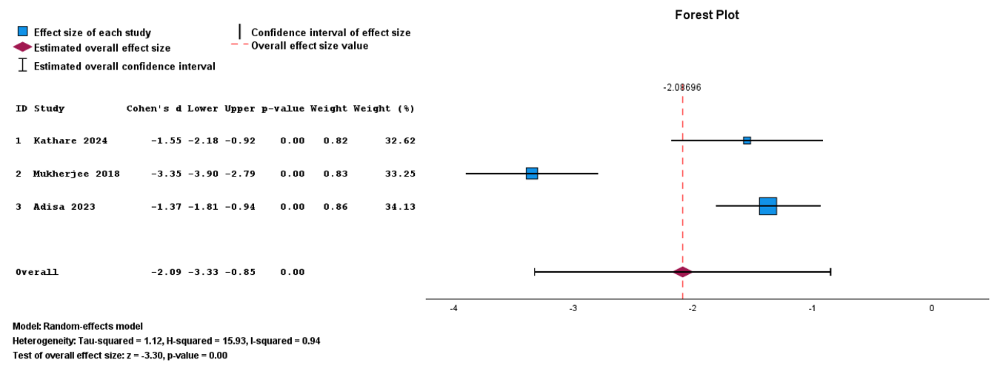 Forest Plot
Effect size of each study
Confidence interval of effect size
Estimated overall effect size
Overall effect size value
Estimated overall confidence interval
-2.08696
ID Study Cohen's d Lower Upper p-value Weight Weight (%)
1 Kathare 2024 -1.55 -2.18 -0.92 0.00 0.82 32.62
2 Mukherjee 2018 -3.35 -3.90 -2.79 0.00 0.83 33.25
3 Adisa 2023 -1.37 -1.81 -0.94 0.00 0.86 34.13
Overall -2.09 -3.33 -0.85 0.00
-4 -3 -2 -1 0
Model: Random-effects model
Heterogeneity: Tau-squared = 1.12, H-squared = 15.93, I-squared = 0.94
Test of overall effect size: z = -3.30, p-value = 0.00